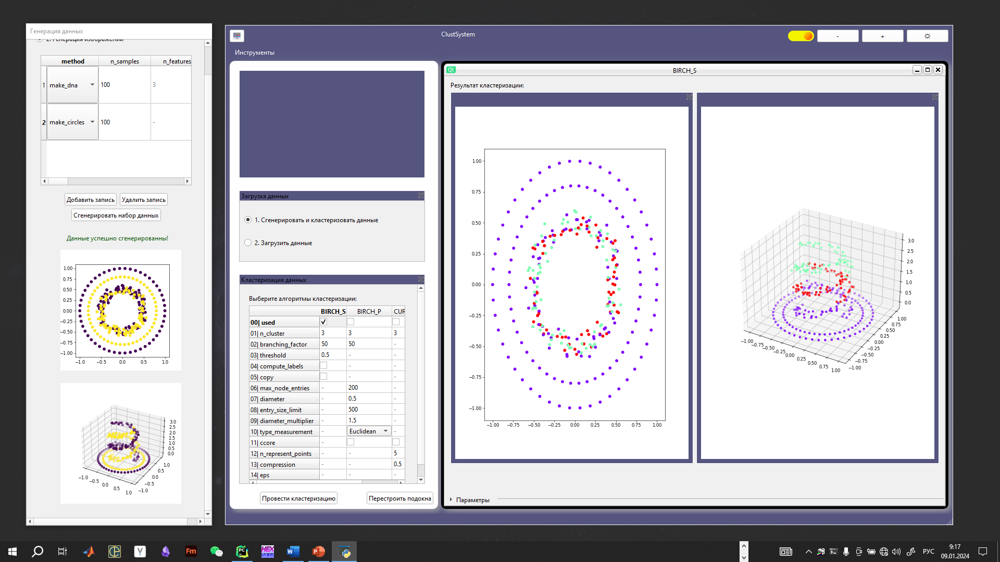 Генерация данных
2. Генерация изображений
method n_samples n_features
1 make_dna 100 3
2 make_circles 100 -
Добавить запись Удалить запись
Сгенерировать набор данных
Данные успешно сгенерированны!
1.00
0.75
0.50
0.25
0.00
−0.25
−0.50
−0.75
−1.00
−1.0 −0.5 0.0 0.5 1.0
3.0
2.5
2.0
1.5
1.0
0.5
0.0
−1.0 −0.5 0.0 0.5 1.0
1.0
0.5
0.0
−0.5
−1.0
ClustSystem
- +
Инструменты
Загрузка данных
1. Сгенерировать и кластеризовать данные
2. Загрузить данные
Кластеризация данных
Выберите алгоритмы кластеризации:
BIRCH_S BIRCH_P CUR
00| used
01| n_cluster 3 3 3
02| branching_factor 50 50 -
03| threshold 0.5 - -
04| compute_labels - -
05| copy - -
06| max_node_entries - 200 -
07| diameter - 0.5 -
08| entry_size_limit - 500 -
09| diameter_multiplier - 1.5 -
10| type_measurement - Euclidean -
11| ccore -
12| n_represent_points - - 5
13| compression - - 0.5
14| eps - - -
Провести кластеризацию Перестроить подокна
Qt BIRCH_S
Результат кластеризации:
1.00
0.75
0.50
0.25
0.00
−0.25
−0.50
−0.75
−1.00
−1.00 −0.75 −0.50 −0.25 0.00 0.25 0.50 0.75 1.00
3.0
2.5
2.0
1.5
1.0
0.5
0.0
−1.00 −0.75 −0.50 −0.25 0.00 0.25 0.50 0.75 1.00
1.00
0.75
0.50
0.25
0.00
−0.25
−0.50
−0.75
−1.00
Параметры
V Fm PC HEX W P
РУС
9:17
09.01.2024